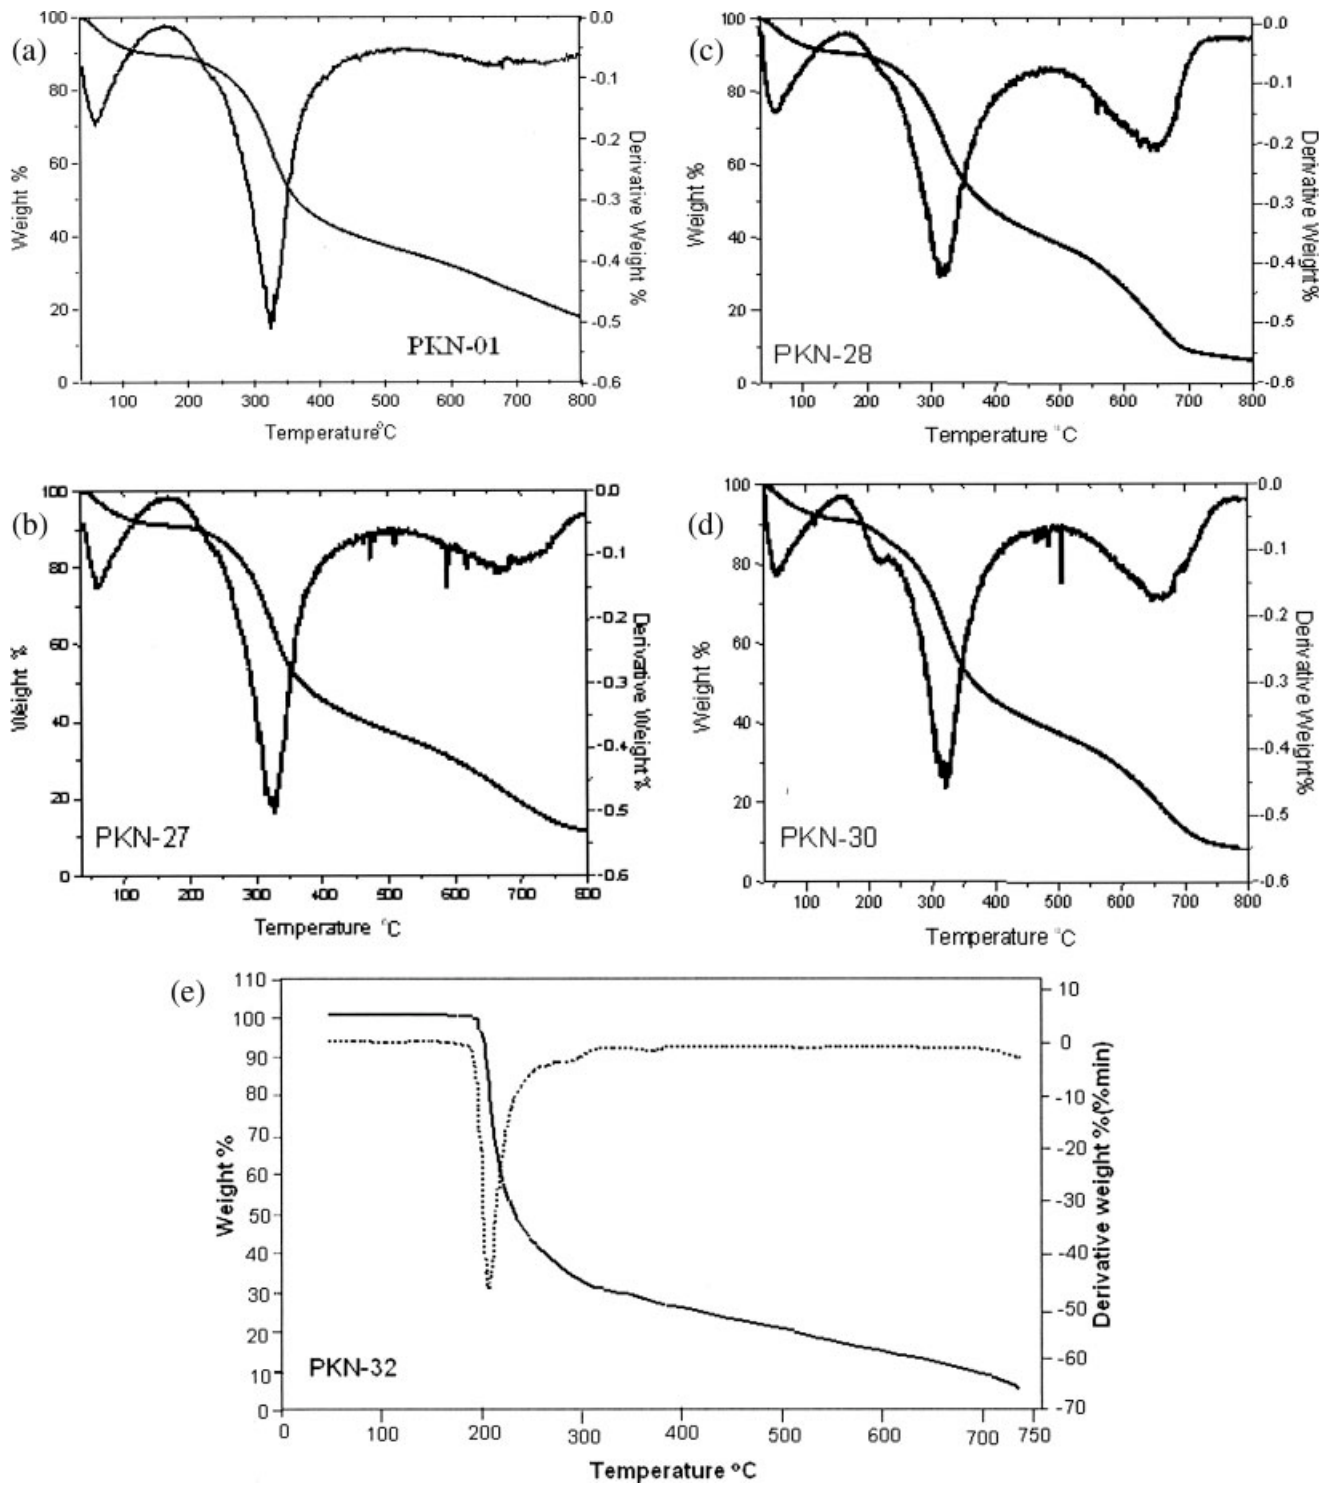 (a)
100
80
60
40
20
0
Weight %
0.0
-0.1
-0.2
-0.3
-0.4
-0.5
-0.6
Derivative Weight %
PKN-01
100 200 300 400 500 600 700 800
Temperature°C
(c)
100
80
60
40
20
0
Weight %
-0.0
-0.1
-0.2
-0.3
-0.4
-0.5
-0.6
Derivative Weight%
PKN-28
100 200 300 400 500 600 700 800
Temperature °C
(b)
100
80
60
40
20
0
Weight %
0.0
-0.1
-0.2
-0.3
-0.4
-0.5
-0.6
Derivative Weight%
PKN-27
100 200 300 400 500 600 700 800
Temperature °C
(d)
100
80
60
40
20
0
Weight %
0.0
-0.1
-0.2
-0.3
-0.4
-0.5
-0.6
Derivative Weight%
PKN-30
100 200 300 400 500 600 700 800
Temperature °C
(e)
110
100
90
80
70
60
50
40
30
20
10
0
Weight %
10
0
-10
-20
-30
-40
-50
-60
-70
Derivative weight %(%min)
PKN-32
0 100 200 300 400 500 600 700 750
Temperature ºC